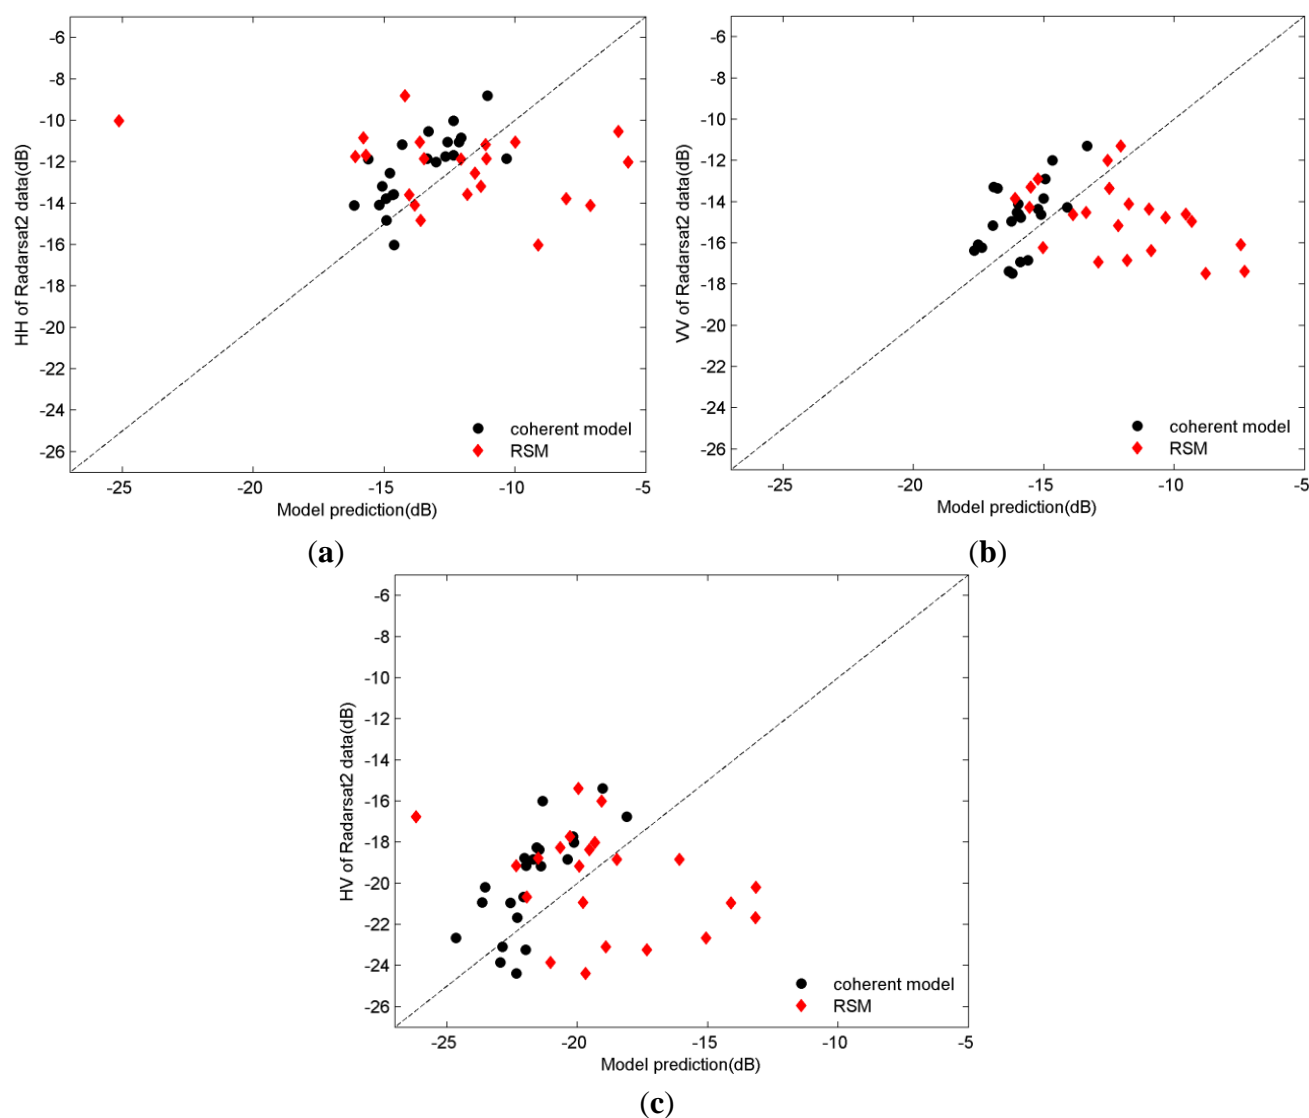 -6
-8
-10
-12
-14
-16
-18
-20
-22
-24
-26
HH of Radarsat2 data(dB)
coherent model
RSM
-25 -20 -15 -10 -5
Model prediction(dB)
(a)
-6
-8
-10
-12
-14
-16
-18
-20
-22
-24
-26
VV of Radarsat2 data(dB)
coherent model
RSM
-25 -20 -15 -10 -5
Model prediction(dB)
(b)
-6
-8
-10
-12
-14
-16
-18
-20
-22
-24
-26
HV of Radarsat2 data(dB)
coherent model
RSM
-25 -20 -15 -10 -5
Model prediction(dB)
(c)